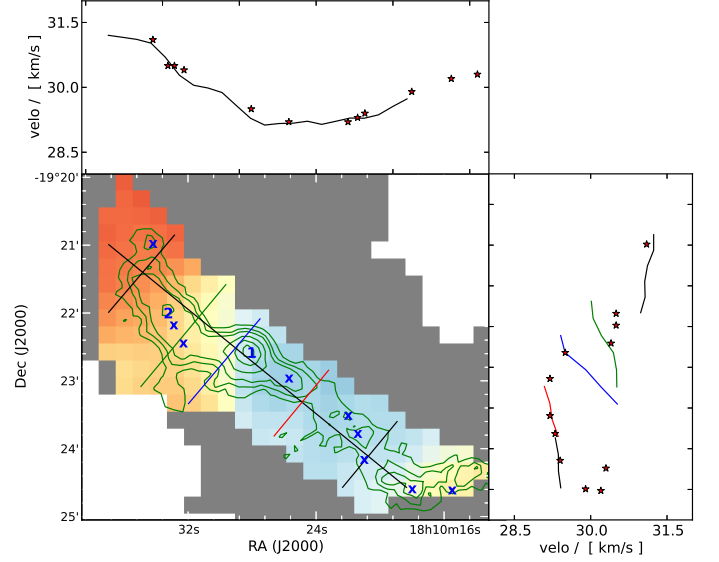 31.5
30.0
28.5
velo / [ km/s ]
-19°20'
21'
22'
23'
24'
25'
Dec (J2000)
x
2
x
x
1
x
x
x
x
x
x
32s
24s
18h10m16s
RA (J2000)
28.5
30.0
31.5
velo / [ km/s ]